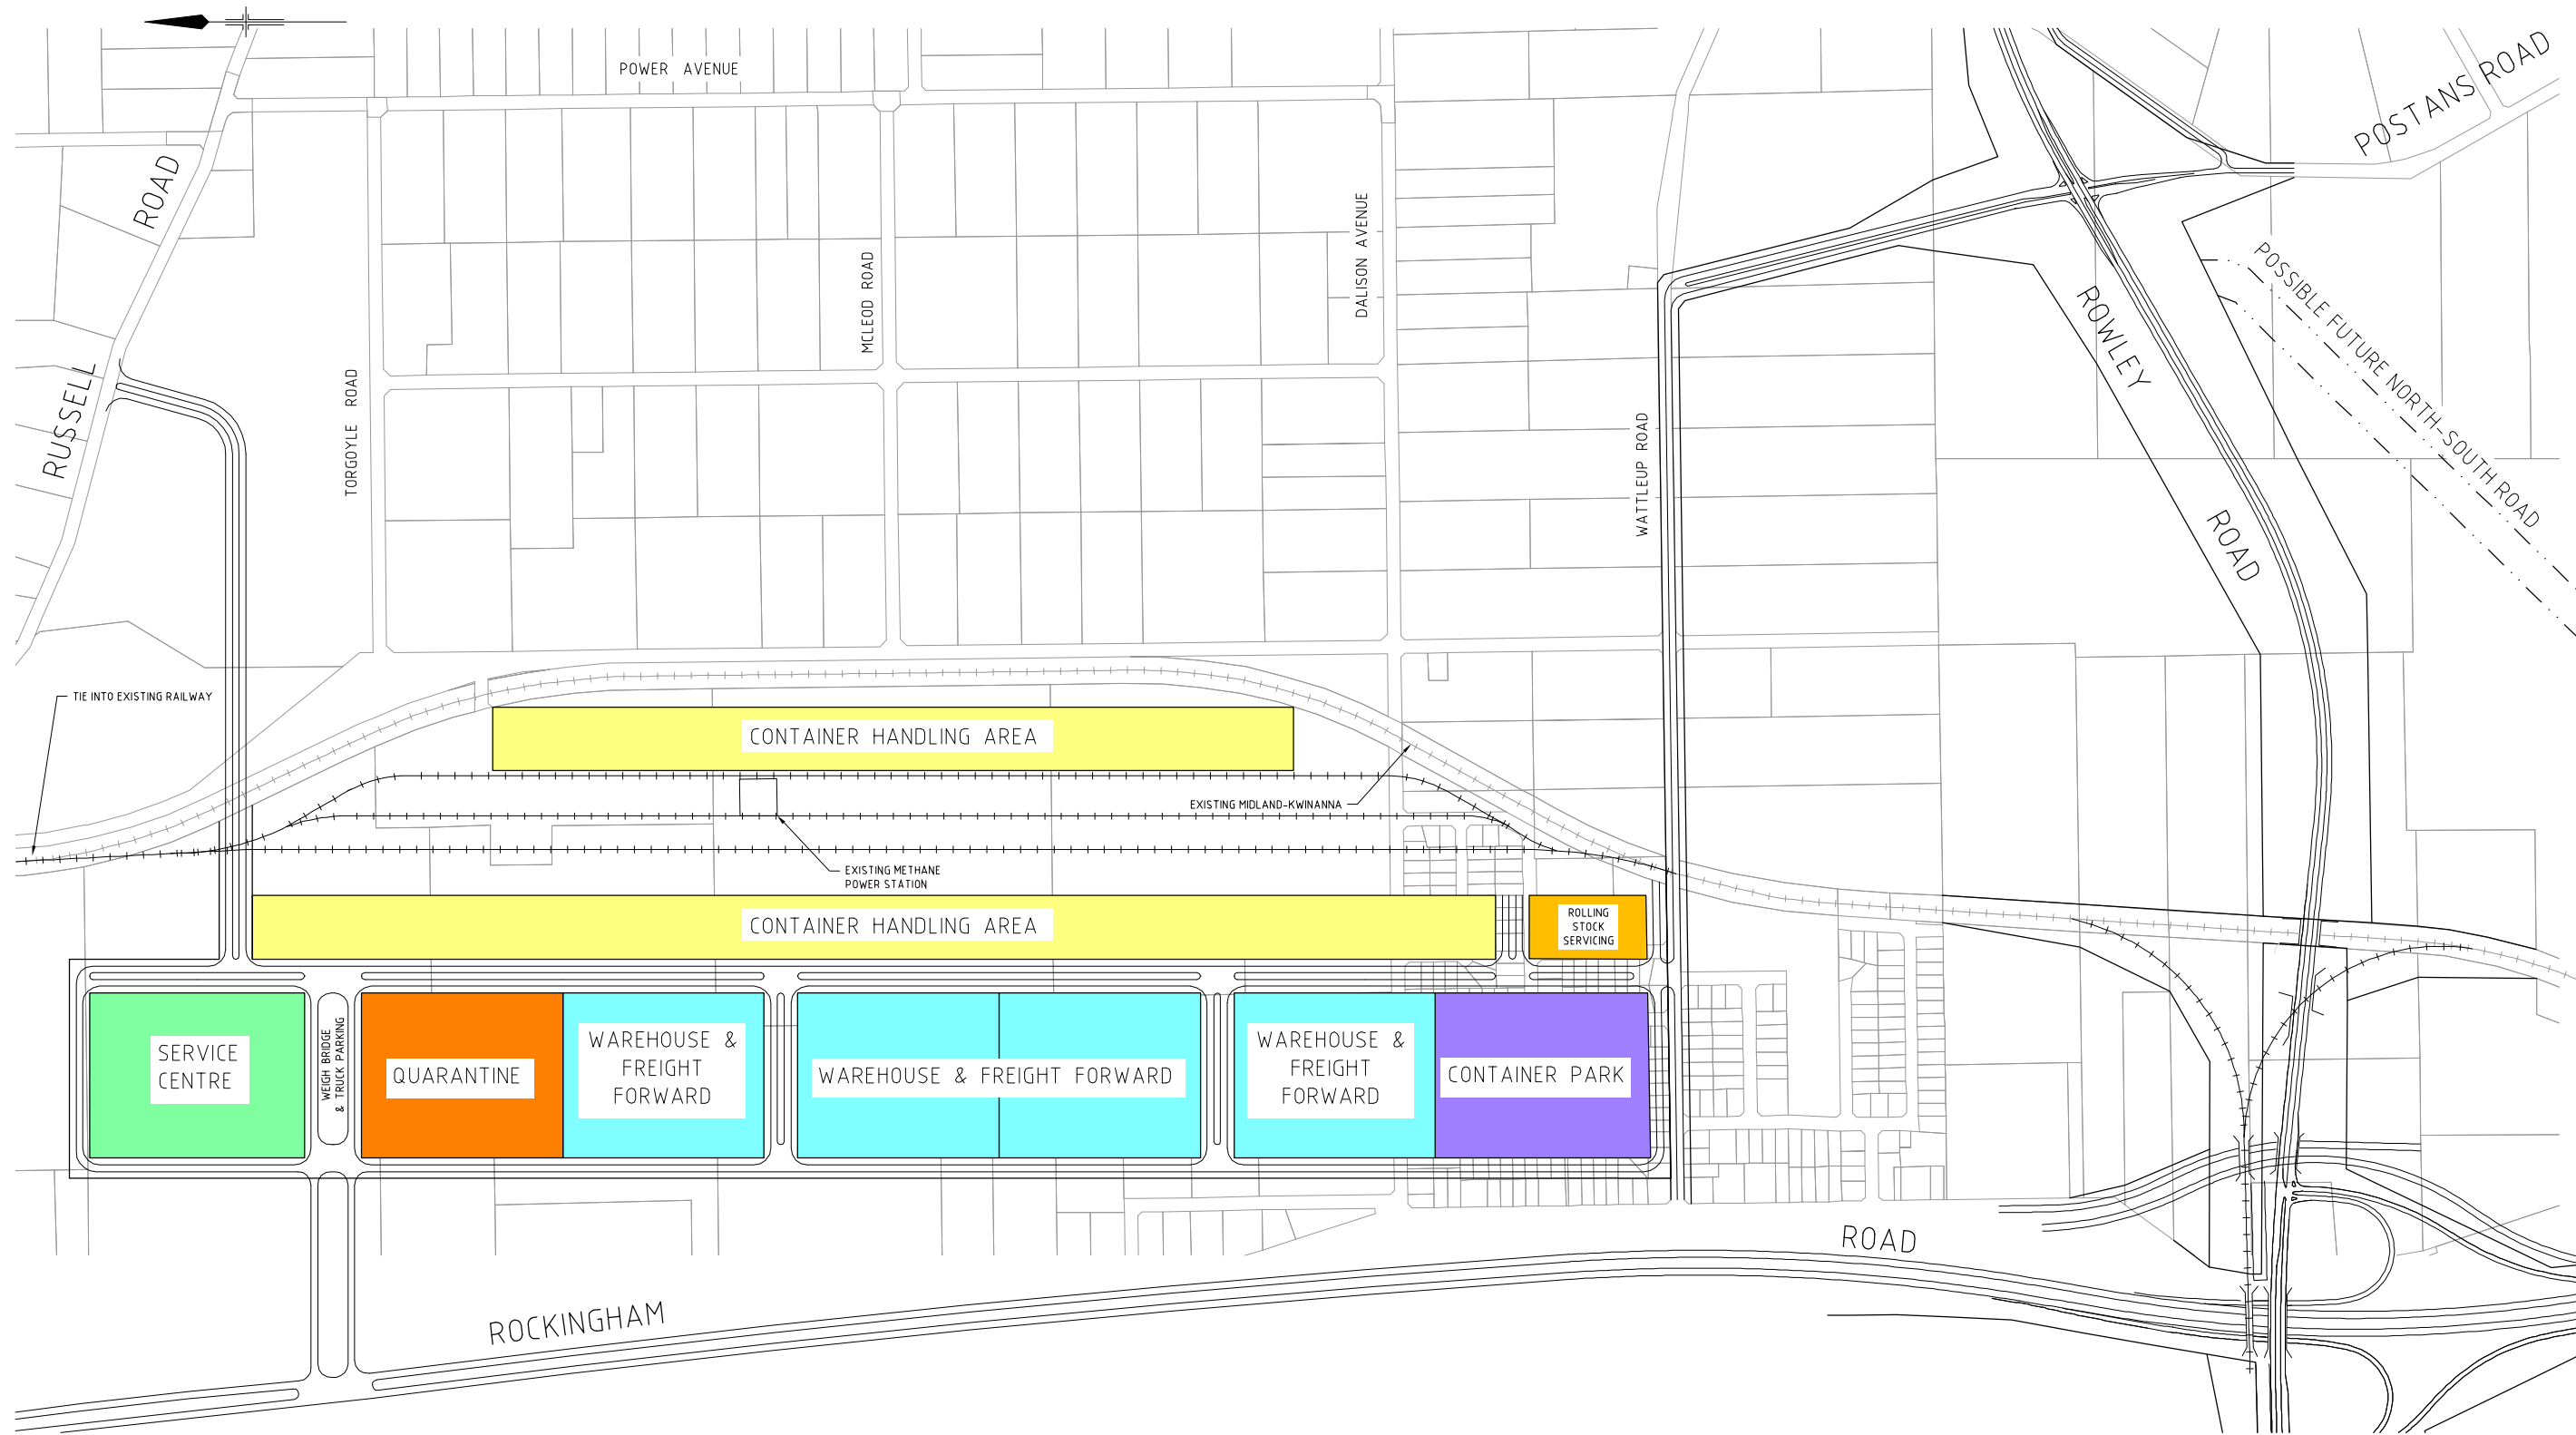 POWER AVENUE
POSTANS ROAD
RUSSELL ROAD
TORGOYLE ROAD
MCLEOD ROAD
DALISON AVENUE
WATTLEUP ROAD
ROWLEY ROAD
POSSIBLE FUTURE NORTH-SOUTH ROAD
TIE INTO EXISTING RAILWAY
CONTAINER HANDLING AREA
EXISTING MIDLAND-KWINANNA
EXISTING METHANE
POWER STATION
CONTAINER HANDLING AREA
ROLLING
STOCK
SERVICING
SERVICE
CENTRE
WEIGH BRIDGE
& TRUCK PARKING
QUARANTINE
WAREHOUSE &
FREIGHT
FORWARD
WAREHOUSE & FREIGHT FORWARD
WAREHOUSE &
FREIGHT
FORWARD
CONTAINER PARK
ROCKINGHAM ROAD